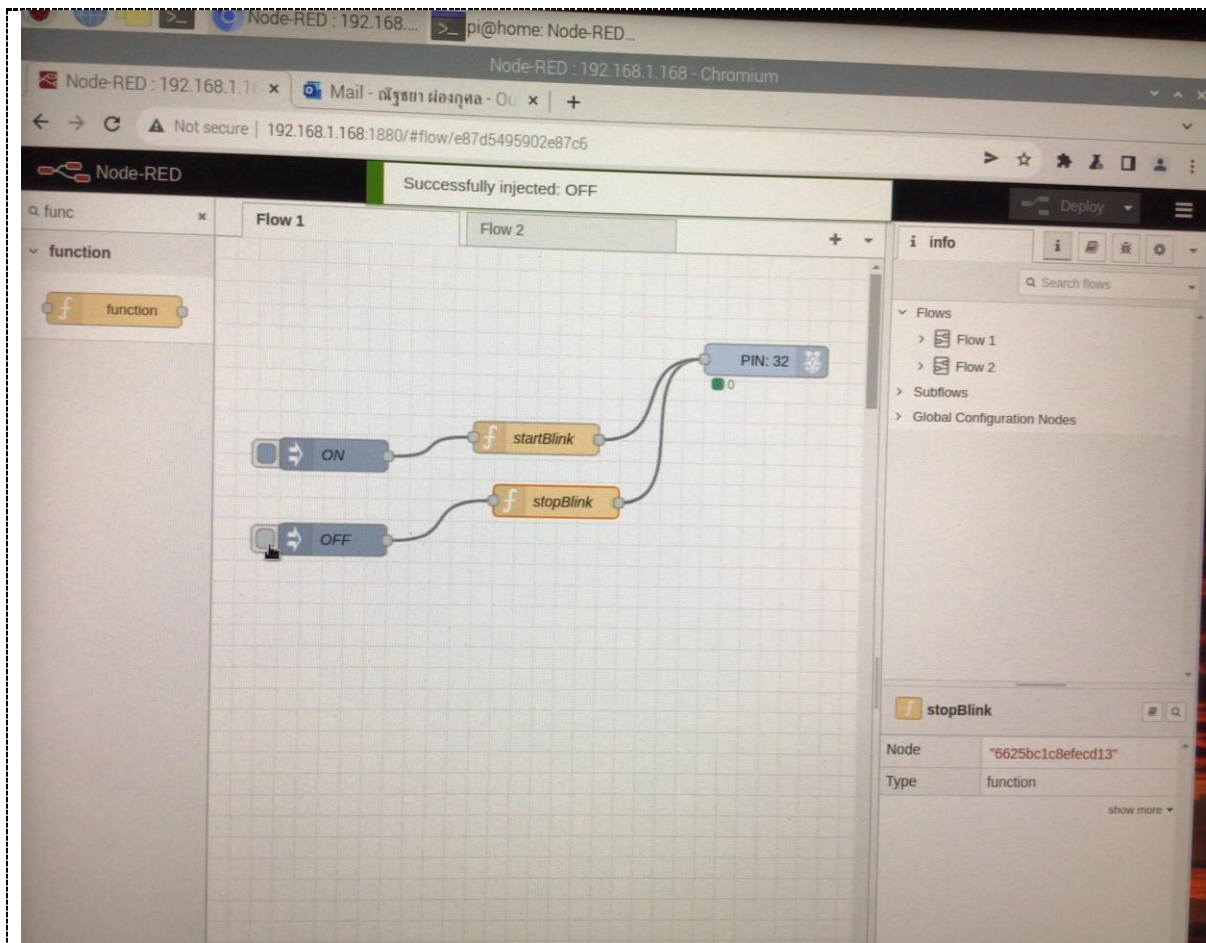 Node-RED : 192.168....
pi@home: Node-RED...
Node-RED : 192.168.1.168 - Chromium
Node-RED : 192.168.1.1
Mail - ณัฐชยา ฝองกุศล - Ou
Not secure | 192.168.1.168:1880/#flow/e87d5495902e87c6
Node-RED
Successfully injected: OFF
Deploy
func
Flow 1
Flow 2
i info
function
Search flows
function
Flows
Flow 1
Flow 2
Subflows
Global Configuration Nodes
PIN: 32
0
startBlink
ON
stopBlink
OFF
stopBlink
Node "6625bc1c8efecd13"
Type function
show more